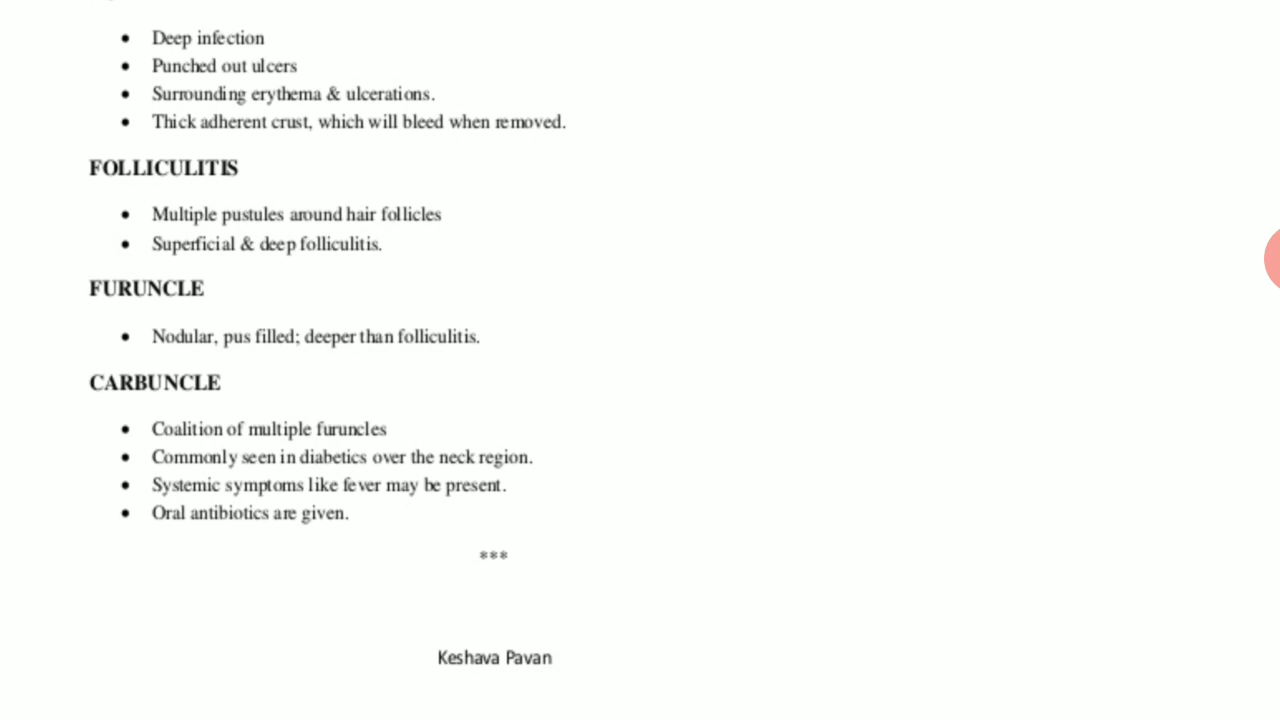 • Deep infection
• Punched out ulcers
• Surrounding erythema & ulcerations.
• Thick adherent crust, which will bleed when removed.
FOLLICULITIS
• Multiple pustules around hair follicles
• Superficial & deep folliculitis.
FURUNCLE
• Nodular, pus filled; deeper than folliculitis.
CARBUNCLE
• Coalition of multiple furuncles
• Commonly seen in diabetics over the neck region.
• Systemic symptoms like fever may be present.
• Oral antibiotics are given.
***
Keshava Pavan